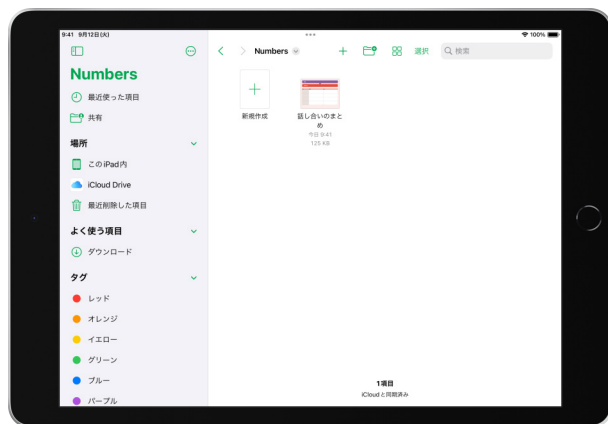 9:41 9月12日(火)
100%
Numbers
最近使った項目
共有
場所
このiPad内
iCloud Drive
最近削除した項目
よく使う項目
ダウンロード
タグ
レッド
オレンジ
イエロー
グリーン
ブルー
パープル
Numbers
選択
検索
新規作成
話し合いのまと
め
今日 9:41
125 KB
1項目
iCloudと同期済み